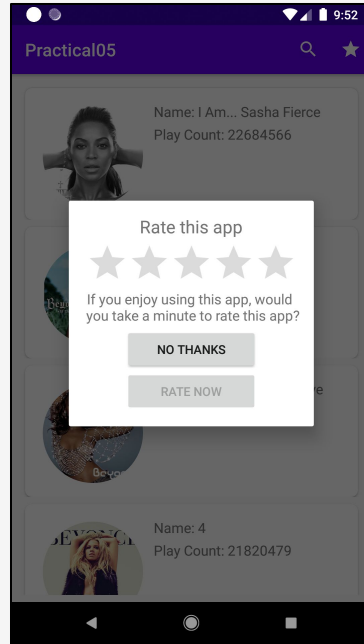 9:52
Practical05
Name: I Am... Sasha Fierce
Play Count: 22684566
Rate this app
If you enjoy using this app, would
you take a minute to rate this app?
NO THANKS
RATE NOW
Name: 4
Play Count: 21820479
BEYONCE